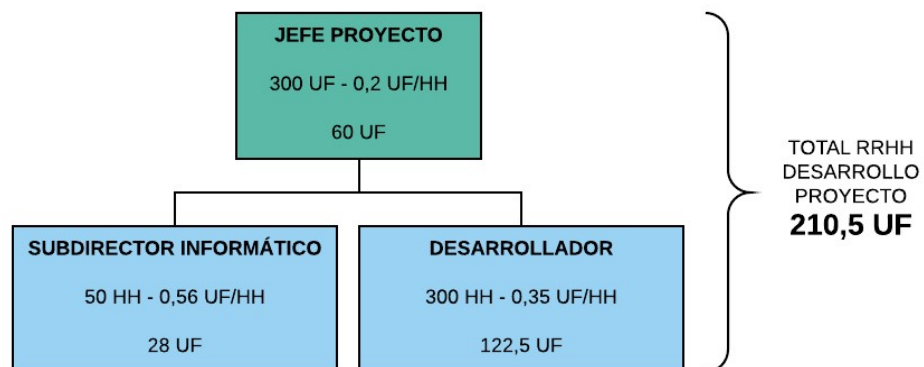 JEFE PROYECTO
300 UF - 0,2 UF/HH
60 UF
SUBDIRECTOR INFORMÁTICO
50 HH - 0,56 UF/HH
28 UF
DESARROLLADOR
300 HH - 0,35 UF/HH
122,5 UF
TOTAL RRHH
DESARROLLO
PROYECTO
210,5 UF